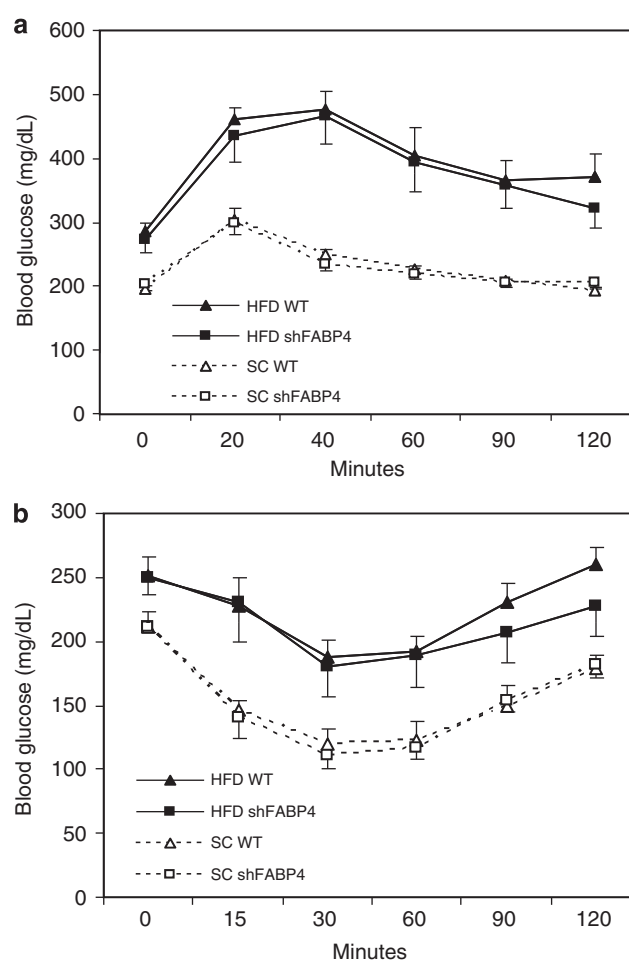 a
600
500
400
300
200
100
0
Blood glucose (mg/dL)
HFD WT
HFD shFABP4
SC WT
SC shFABP4
0 20 40 60 90 120
Minutes
b
300
250
200
150
100
50
0
Blood glucose (mg/dL)
HFD WT
HFD shFABP4
SC WT
SC shFABP4
0 15 30 60 90 120
Minutes